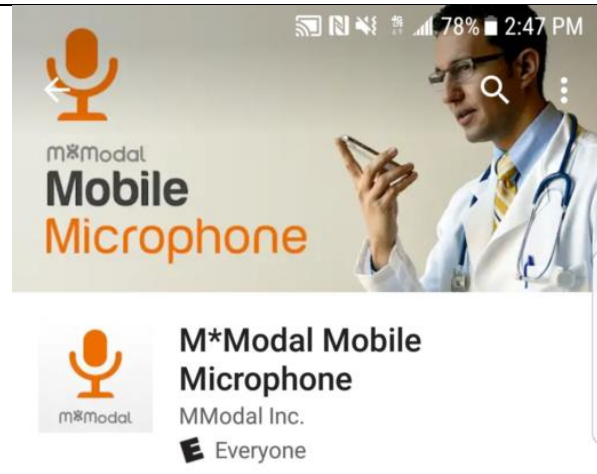 78% 2:47 PM
M*Modal
Mobile
Microphone
M*Modal Mobile
Microphone
M*Modal
MModal Inc.
E Everyone